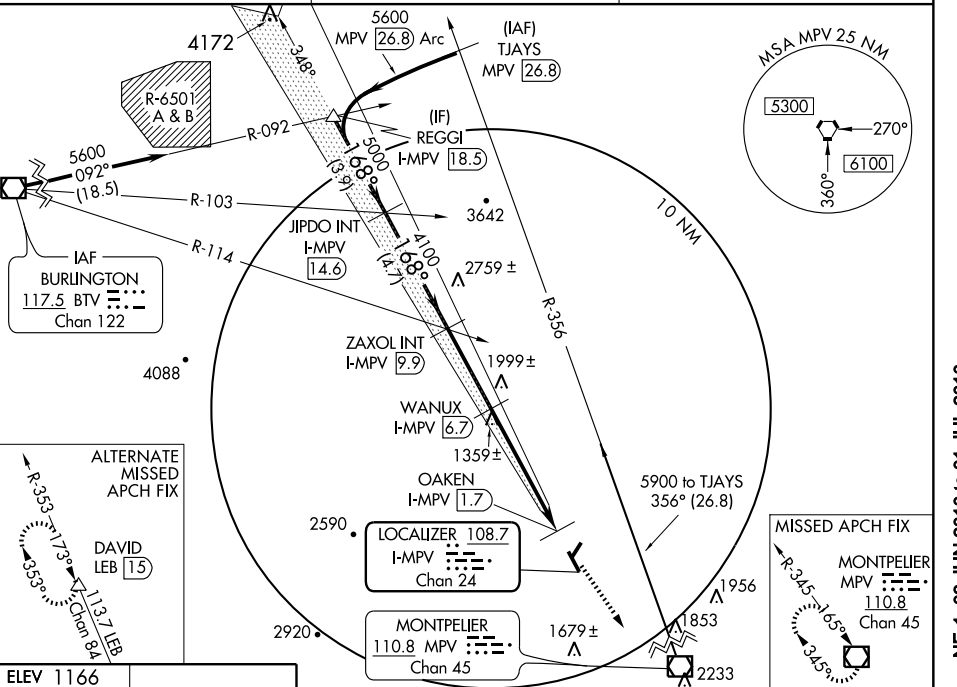 4172
348°
5600
MPV 26.8 Arc
(IAF)
TJAYS
MPV 26.8
MSA MPV 25 NM
5300
270°
6100
360°
R-6501
A & B
R-092
(IF)
REGGI
I-MPV 18.5
5600
092°
(18.5)
168°
5000
(3.9)
R-103
3642
10 NM
JIPDO INT
I-MPV
14.6
R-114
168°
4100
(4.7)
2759 ±
R-356
IAF
BURLINGTON
117.5 BTV
Chan 122
ZAXOL INT
I-MPV 9.9
4088
1999 ±
WANUX
I-MPV 6.7
1359 ±
ALTERNATE
MISSED
APCH FIX
R-353
173°
353°
DAVID
LEB 15
113.7 LEB
Chan 84
OAKEN
I-MPV 1.7
5900 to TJAYS
356° (26.8)
2590
LOCALIZER 108.7
I-MPV
Chan 24
MISSED APCH FIX
MONTPELIER
MPV
110.8
Chan 45
R-345
165°
345°
1956
1853
2920
MONTPELIER
110.8 MPV
Chan 45
1679 ±
2233
ELEV 1166